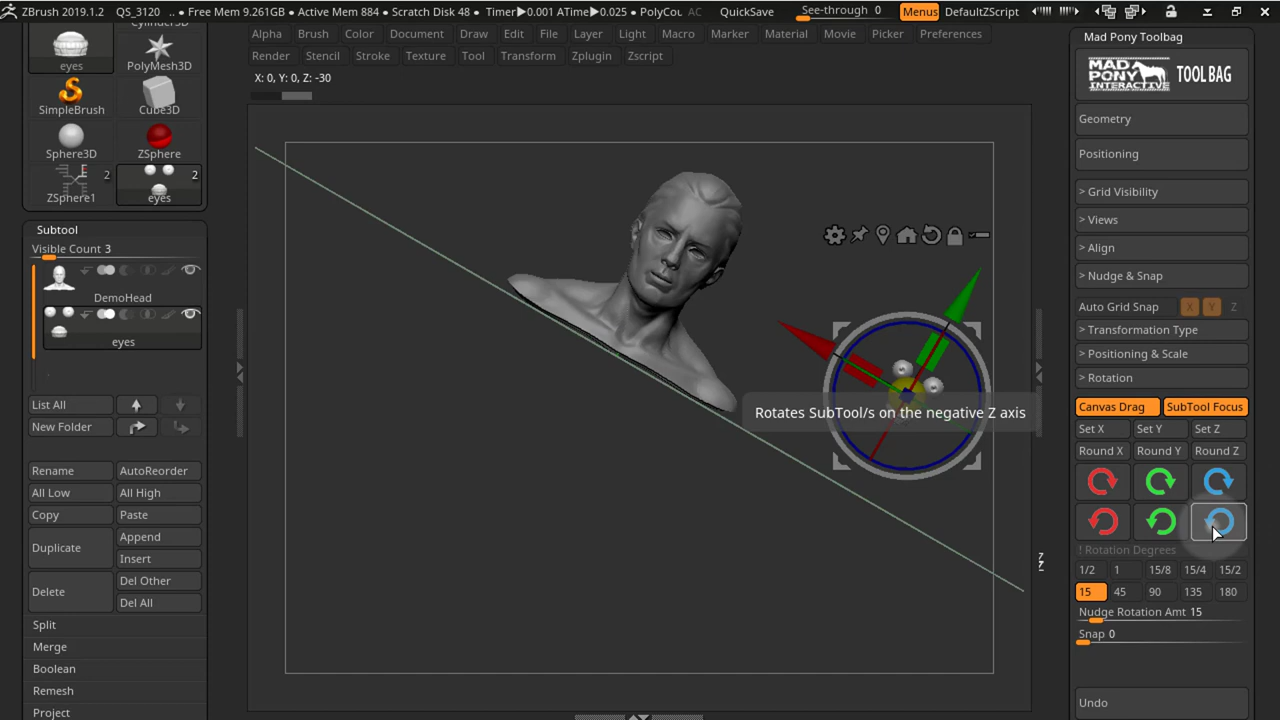 ZBrush 2019.1.2 QS_3120 .. • Free Mem 9.261GB • Active Mem 884 • Scratch Disk 48 • Timer▶0.001 ATime▶0.025 • PolyCou AC QuickSave See-through 0 Menus DefaultZScript
Alpha Brush Color Document Draw Edit File Layer Light Macro Marker Material Movie Picker Preferences
Render Stencil Stroke Texture Tool Transform Zplugin Zscript
X: 0, Y: 0, Z: -30
Cylinder3D
eyes PolyMesh3D
SimpleBrush Cube3D
Sphere3D ZSphere
2 2
ZSphere1 eyes
Subtool
Visible Count 3
DemoHead
eyes
List All
New Folder
Rename AutoReorder
All Low All High
Copy Paste
Duplicate Append
Insert
Delete Del Other
Del All
Split
Merge
Boolean
Remesh
Project
Rotates SubTool/s on the negative Z axis
Mad Pony Toolbag
MAD PONY INTERACTIVE TOOL BAG
Geometry
Positioning
> Grid Visibility
> Views
> Align
> Nudge & Snap
Auto Grid Snap X Y Z
> Transformation Type
> Positioning & Scale
> Rotation
Canvas Drag SubTool Focus
Set X Set Y Set Z
Round X Round Y Round Z
! Rotation Degrees
1/2 1 15/8 15/4 15/2
15 45 90 135 180
Nudge Rotation Amt 15
Snap 0
Undo